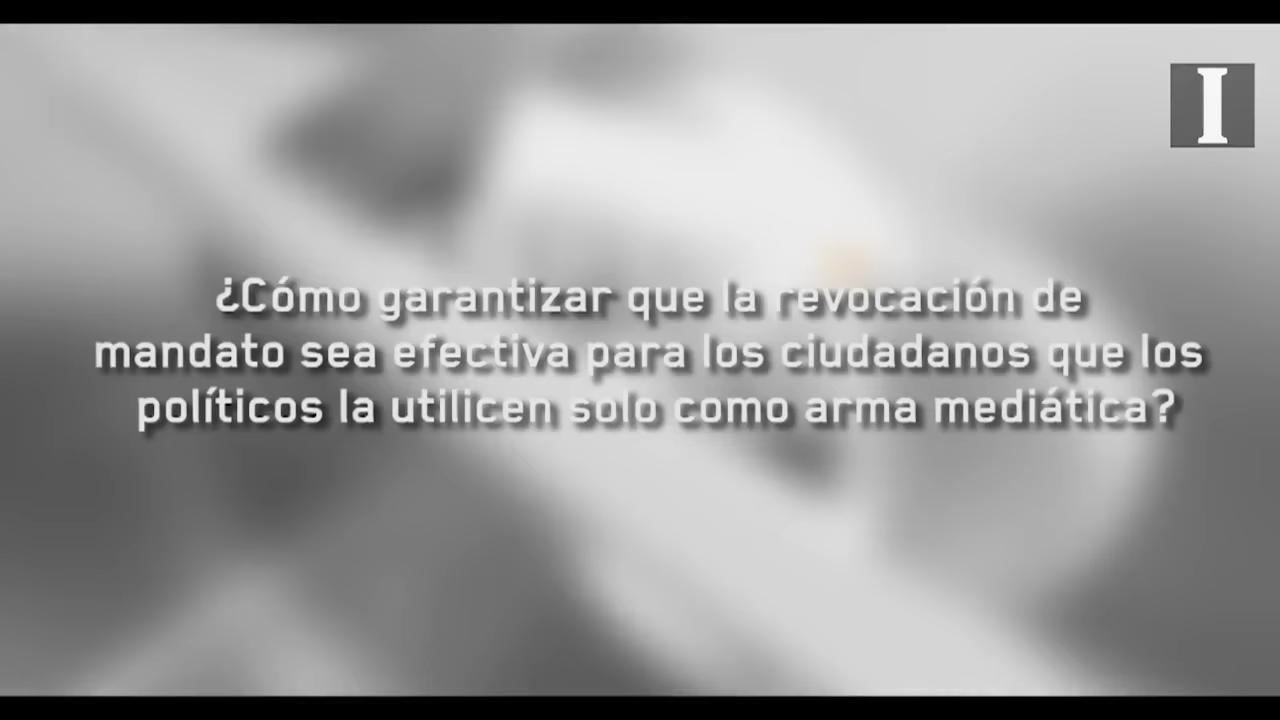 I
¿Cómo garantizar que la revocación de
mandato sea efectiva para los ciudadanos que los
políticos la utilicen solo como arma mediática?